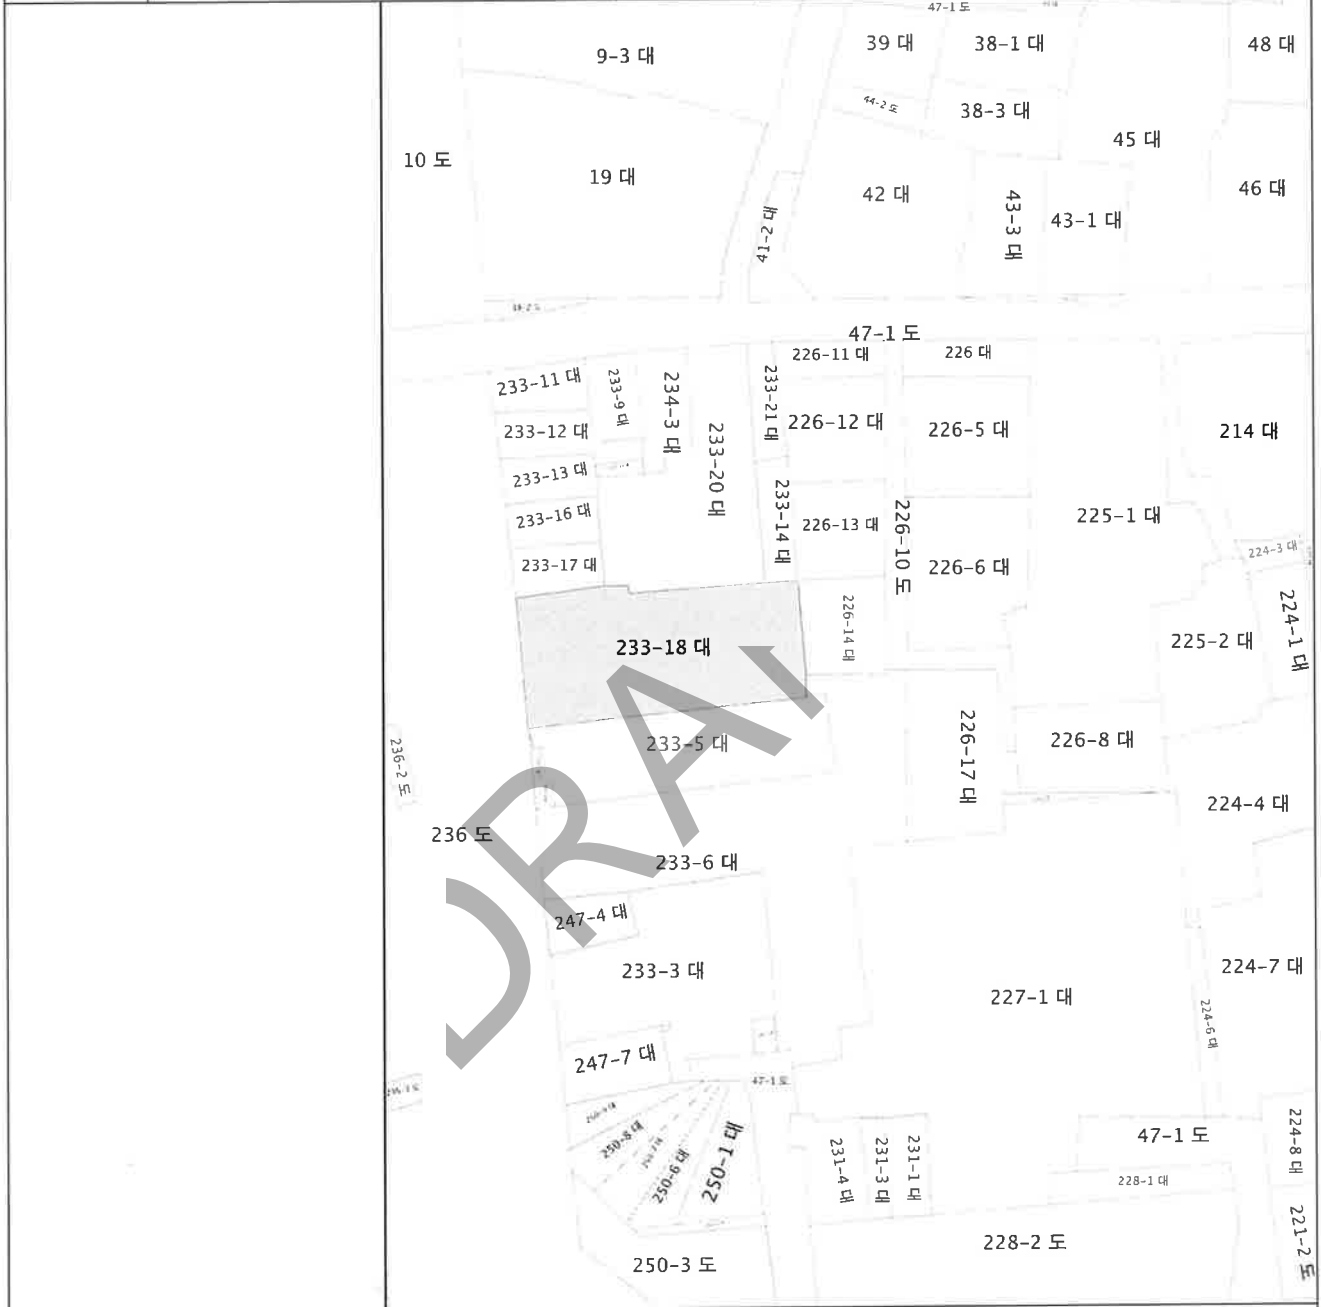 47-1 도
9-3 대
39 대
38-1 대
48 대
44-2 도
38-3 대
45 대
10 도
19 대
42 대
43-3 대
43-1 대
46 대
41-2 대
47-1 도
226-11 대
226 대
233-11 대
233-9 대
234-3 대
233-21 대
226-12 대
226-5 대
214 대
233-12 대
233-20 대
233-13 대
233-14 대
226-13 대
226-10 도
225-1 대
233-16 대
233-17 대
226-6 대
224-3 대
224-1 대
226-14 대
233-18 대
225-2 대
233-5 대
226-17 대
226-8 대
236-2 도
224-4 대
236 도
233-6 대
247-4 대
233-3 대
227-1 대
224-7 대
224-6 대
247-7 대
47-1 도
250-8 대
250-6 대
250-1 대
231-4 대
231-3 대
231-1 대
47-1 도
224-8 대
228-1 대
228-2 도
221-2 도
250-3 도